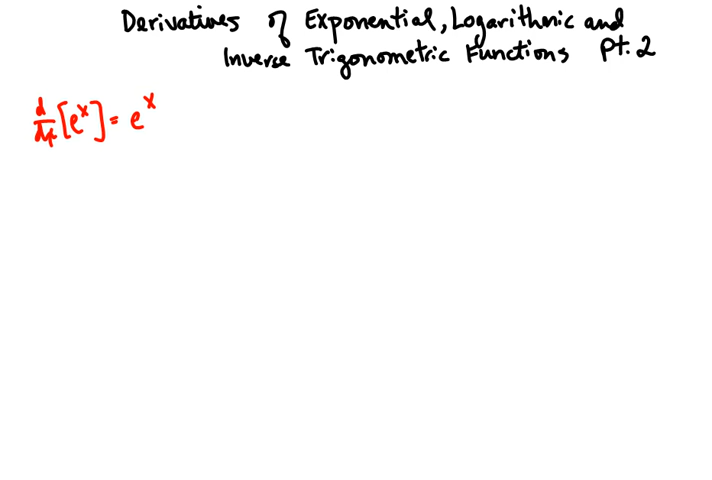 Derivatives of Exponential, Logarithmic and
Inverse Trigonometric Functions Pt. 2
d/dx [e^x] = e^x